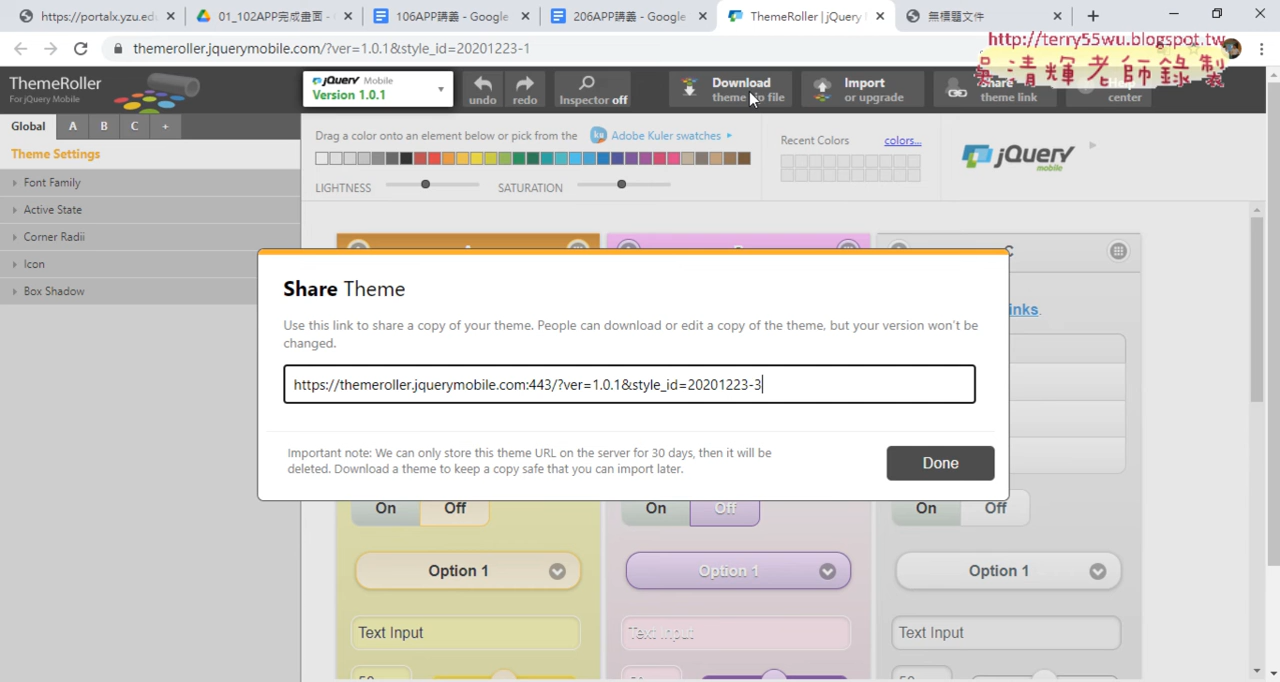 https://portalx.yzu.ed
01_102APP完成畫面 -
106APP講義 - Google
206APP講義 - Google
ThemeRoller | jQuery
無標題文件
themeroller.jquerymobile.com/?ver=1.0.1&style_id=20201223-1
http://terry55wu.blogspot.tw
吳清輝老師錄製
ThemeRoller
For jQuery Mobile
jQuery Mobile
Version 1.0.1
undo
redo
Inspector off
Download
theme zip file
Import
or upgrade
Share
theme link
Help
center
Global
A
B
C
+
Theme Settings
Font Family
Active State
Corner Radii
Icon
Box Shadow
Drag a color onto an element below or pick from the
ku
Adobe Kuler swatches
LIGHTNESS
SATURATION
Recent Colors
colors...
jQuery
mobile
C
links.
Share Theme
Use this link to share a copy of your theme. People can download or edit a copy of the theme, but your version won't be
changed.
https://themeroller.jquerymobile.com:443/?ver=1.0.1&style_id=20201223-3
Important note: We can only store this theme URL on the server for 30 days, then it will be
deleted. Download a theme to keep a copy safe that you can import later.
Done
On
Off
On
Off
On
Off
Option 1
Option 1
Option 1
Text Input
Text Input
Text Input
50